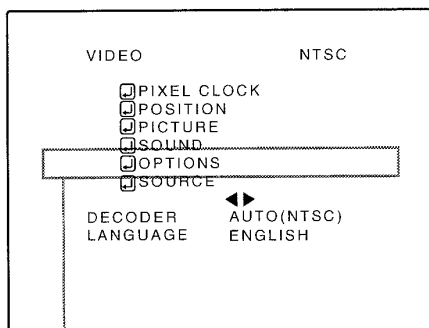 VIDEO NTSC
PIXEL CLOCK
POSITION
PICTURE
SOUND
OPTIONS
SOURCE
DECODER AUTO(NTSC)
LANGUAGE ENGLISH